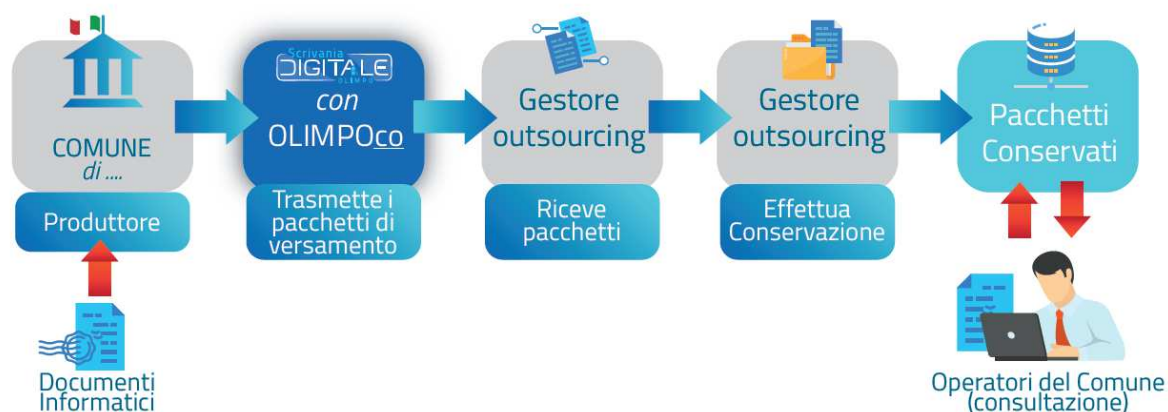 COMUNE
di ....
Produttore
Documenti
Informatici
Scrivania
DIGITALE
OLIMPO
con
OLIMPOco
Trasmette i
pacchetti di
versamento
Gestore
outsourcing
Riceve
pacchetti
Gestore
outsourcing
Effettua
Conservazione
Pacchetti
Conservati
Operatori del Comune
(consultazione)